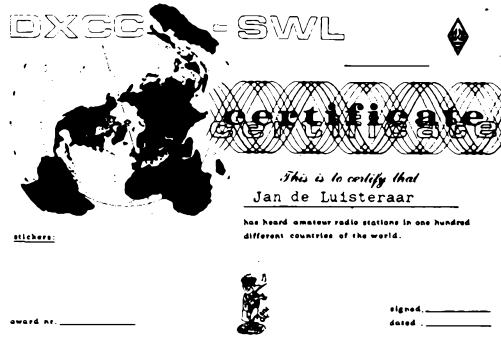 DXCC - SWL
certificate
This is to certify that
Jan de Luisteraar
has heard amateur radio stations in one hundred
different countries of the world.
stickers:
award nr.
signed.
dated .